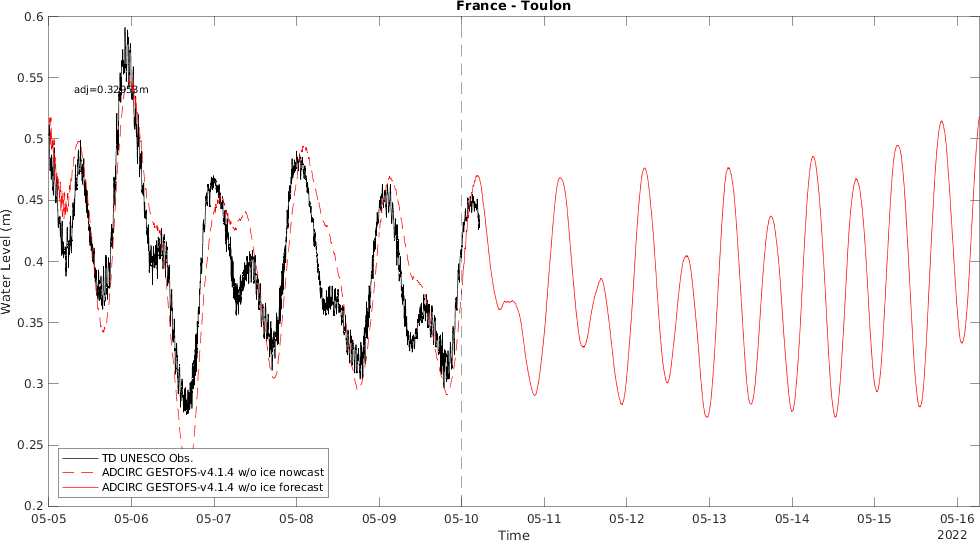 France - Toulon
0.6
0.55
0.5
0.45
0.4
0.35
0.3
0.25
0.2
Water Level (m)
adj=0.32953m
TD UNESCO Obs.
ADCIRC GESTOFS-v4.1.4 w/o ice nowcast
ADCIRC GESTOFS-v4.1.4 w/o ice forecast
05-05 05-06 05-07 05-08 05-09 05-10 05-11 05-12 05-13 05-14 05-15 05-16
Time
2022